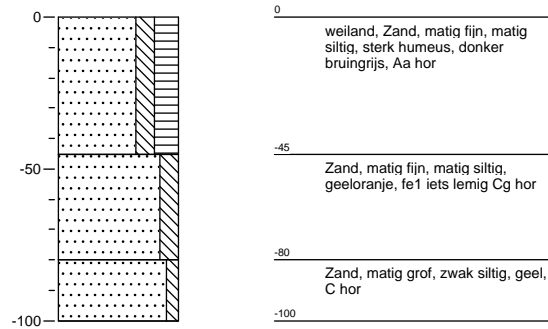 0
-50
-100
0
weiland, Zand, matig fijn, matig
siltig, sterk humeus, donker
bruingrijs, Aa hor
-45
Zand, matig fijn, matig siltig,
geeloranje, fe1 iets lemig Cg hor
-80
Zand, matig grof, zwak siltig, geel,
C hor
-100